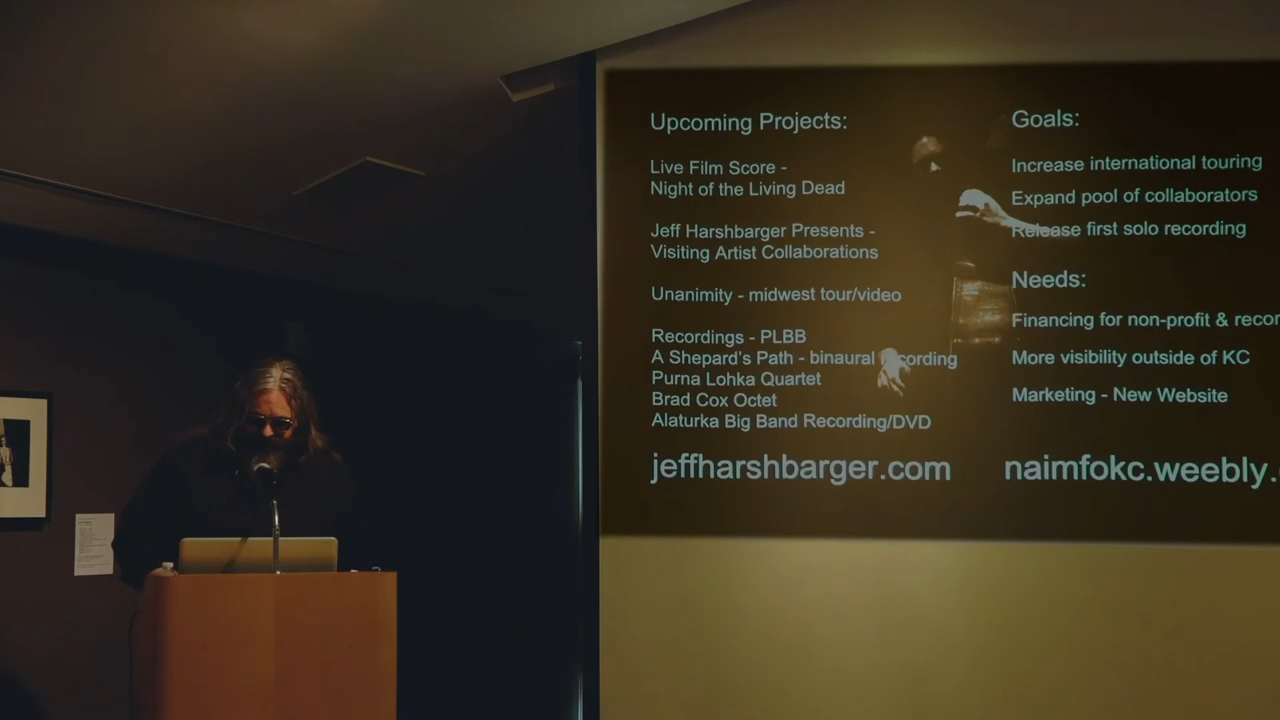 Upcoming Projects:
Live Film Score -
Night of the Living Dead
Jeff Harshbarger Presents -
Visiting Artist Collaborations
Unanimity - midwest tour/video
Recordings - PLBB
A Shepard's Path - binaural recording
Purna Lohka Quartet
Brad Cox Octet
Alaturka Big Band Recording/DVD
jeffharshbarger.com
Goals:
Increase international touring
Expand pool of collaborators
Release first solo recording
Needs:
Financing for non-profit & recor
More visibility outside of KC
Marketing - New Website
naimfokc.weebly.